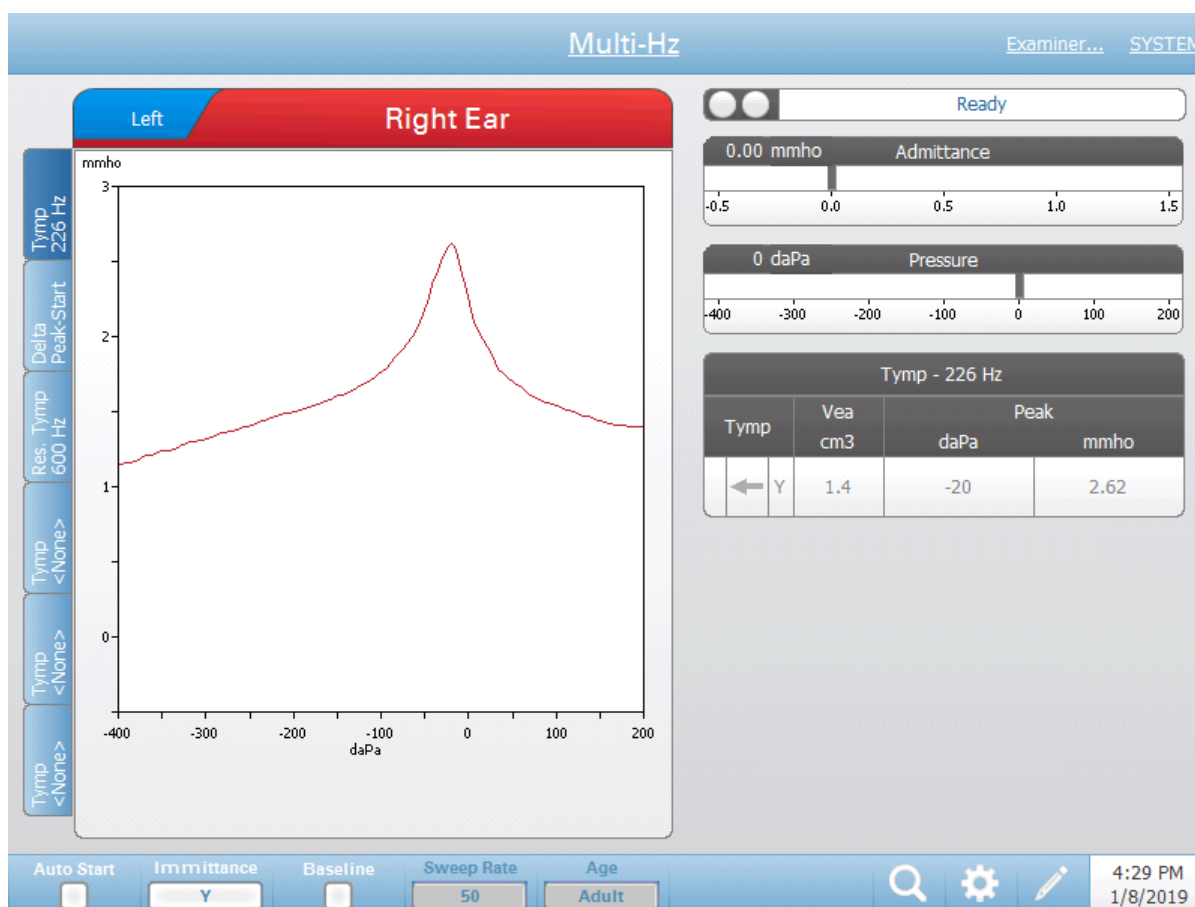 Multi-Hz
Examiner... SYSTEM
Left
Right Ear
Tymp
226 Hz
Delta
Peak-Start
Res. Tymp
600 Hz
Tymp
<None>
Tymp
<None>
Tymp
<None>
mmho
3
2
1
0
-400 -300 -200 -100 0 100 200
daPa
Ready
0.00 mmho Admittance
-0.5 0.0 0.5 1.0 1.5
0 daPa Pressure
-400 -300 -200 -100 0 100 200
Tymp - 226 Hz
Tymp Vea Peak
cm3 daPa mmho
Y 1.4 -20 2.62
Auto Start Immittance Baseline Sweep Rate Age
Y 50 Adult
4:29 PM
1/8/2019